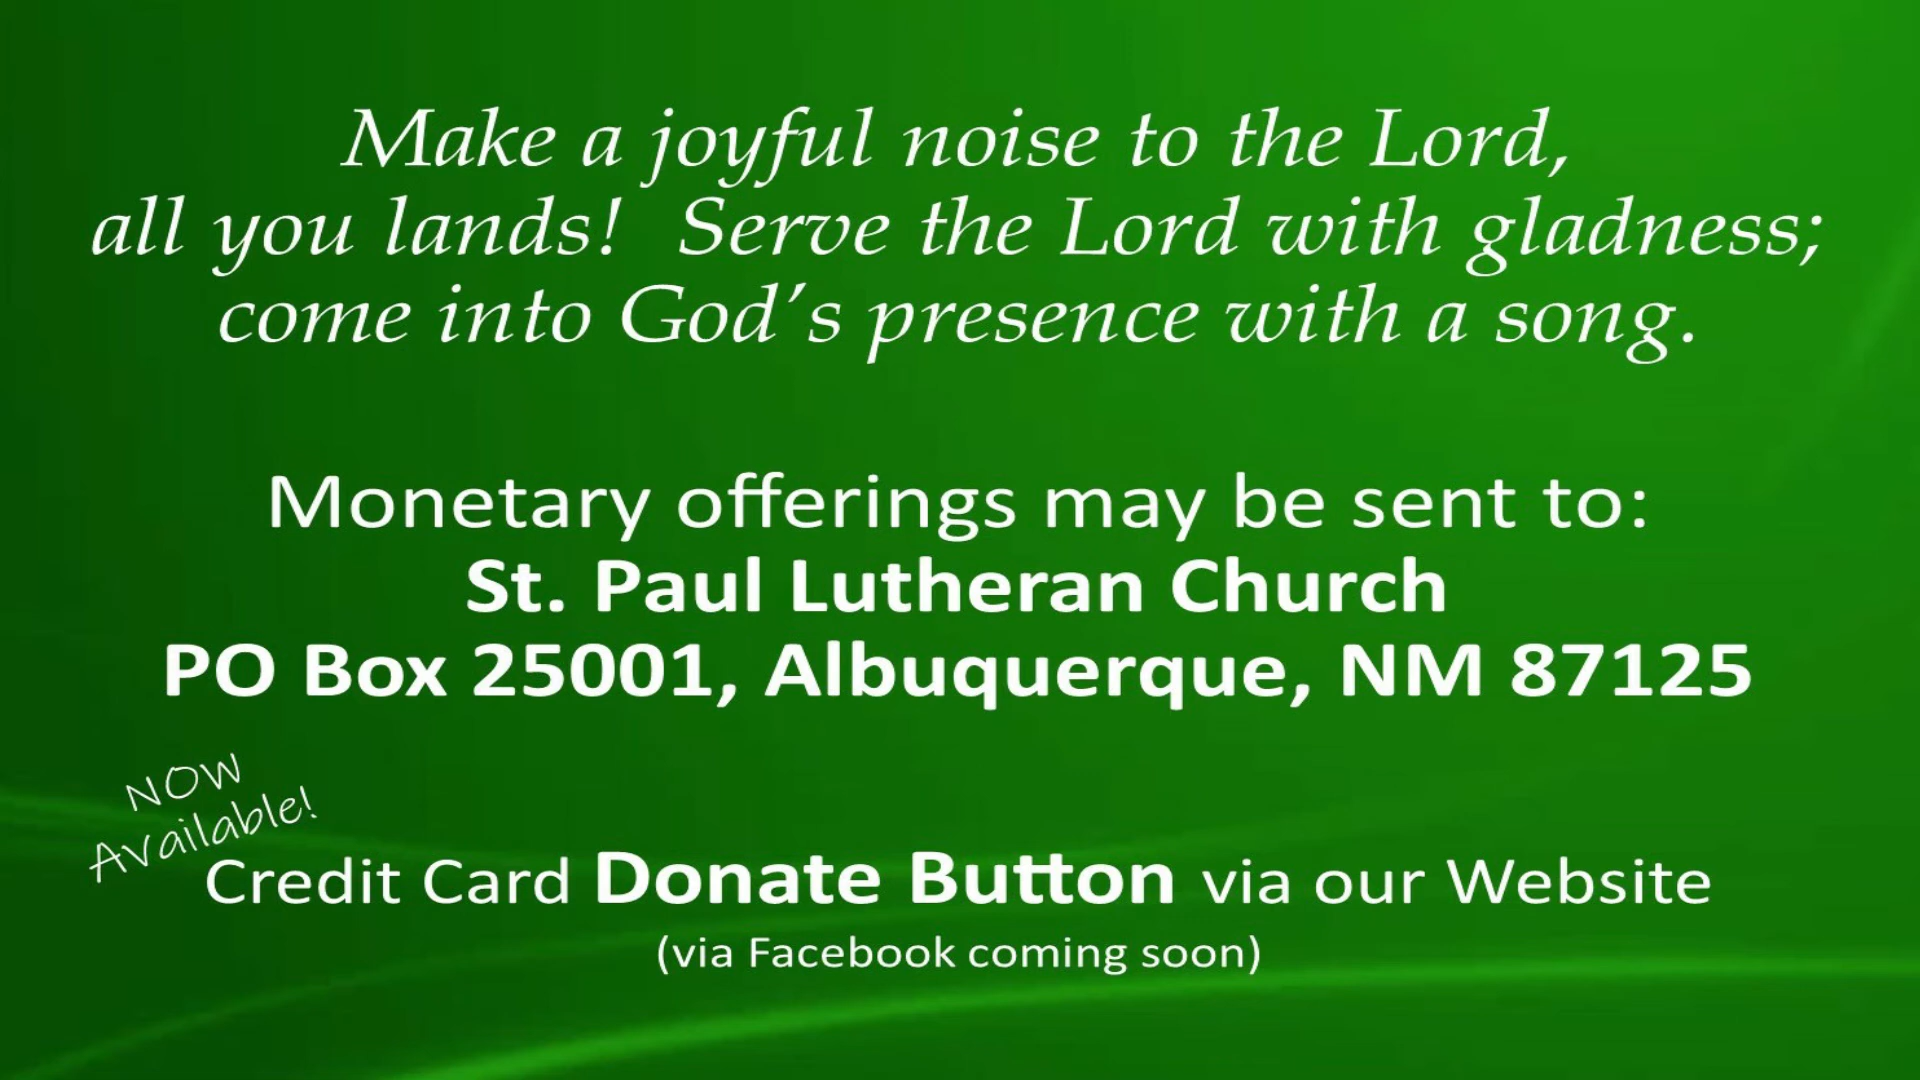 Make a joyful noise to the Lord,
all you lands! Serve the Lord with gladness;
come into God’s presence with a song.
Monetary offerings may be sent to:
St. Paul Lutheran Church
PO Box 25001, Albuquerque, NM 87125
NOW
Available!
Credit Card Donate Button via our Website
(via Facebook coming soon)